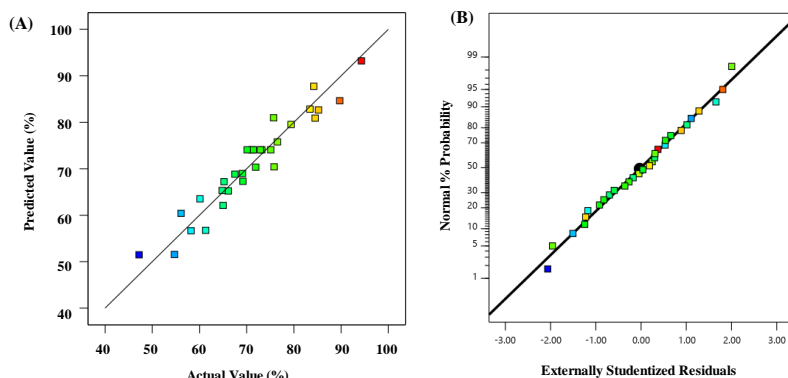 (A)
100
90
80
70
60
50
40
Predicted Value (%)
40 50 60 70 80 90 100
Actual Value (%)
(B)
99
95
90
80
70
50
30
20
10
5
1
Normal % Probability
-3.00 -2.00 -1.00 0.00 1.00 2.00 3.00
Externally Studentized Residuals